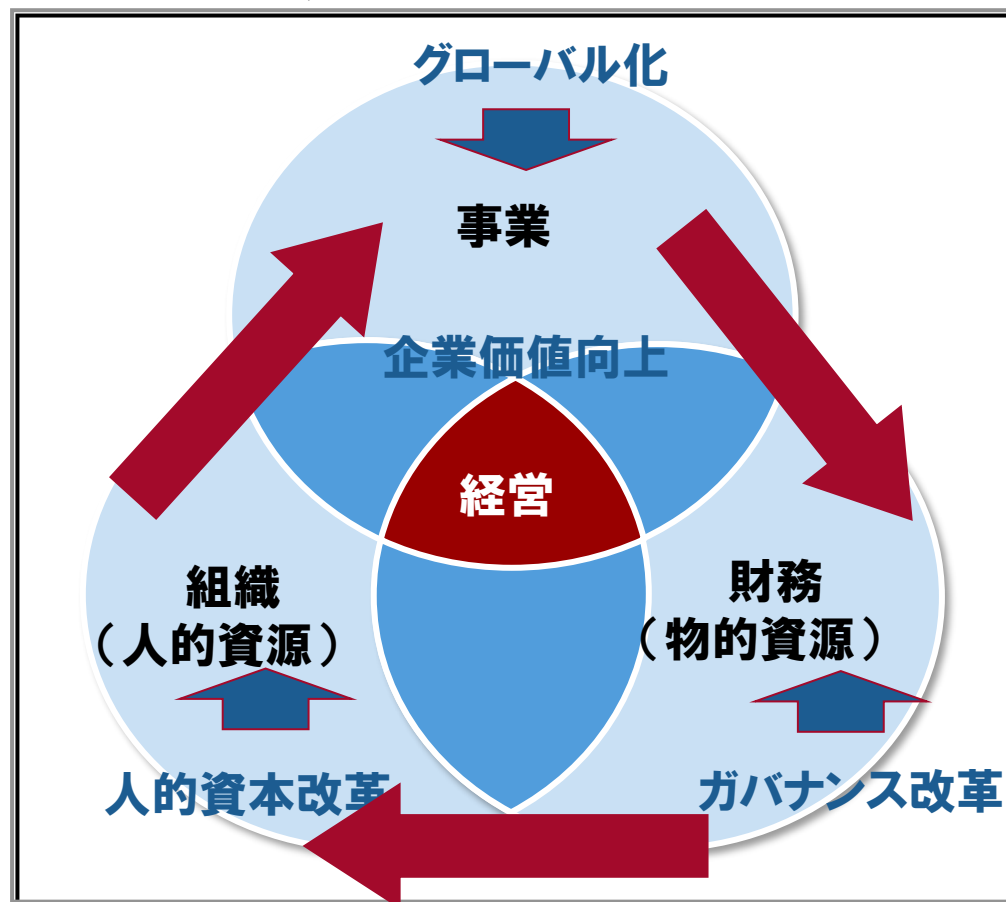 グローバル化
事業
企業価値向上
経営
組織
（人的資源）
財務
（物的資源）
人的資本改革
ガバナンス改革